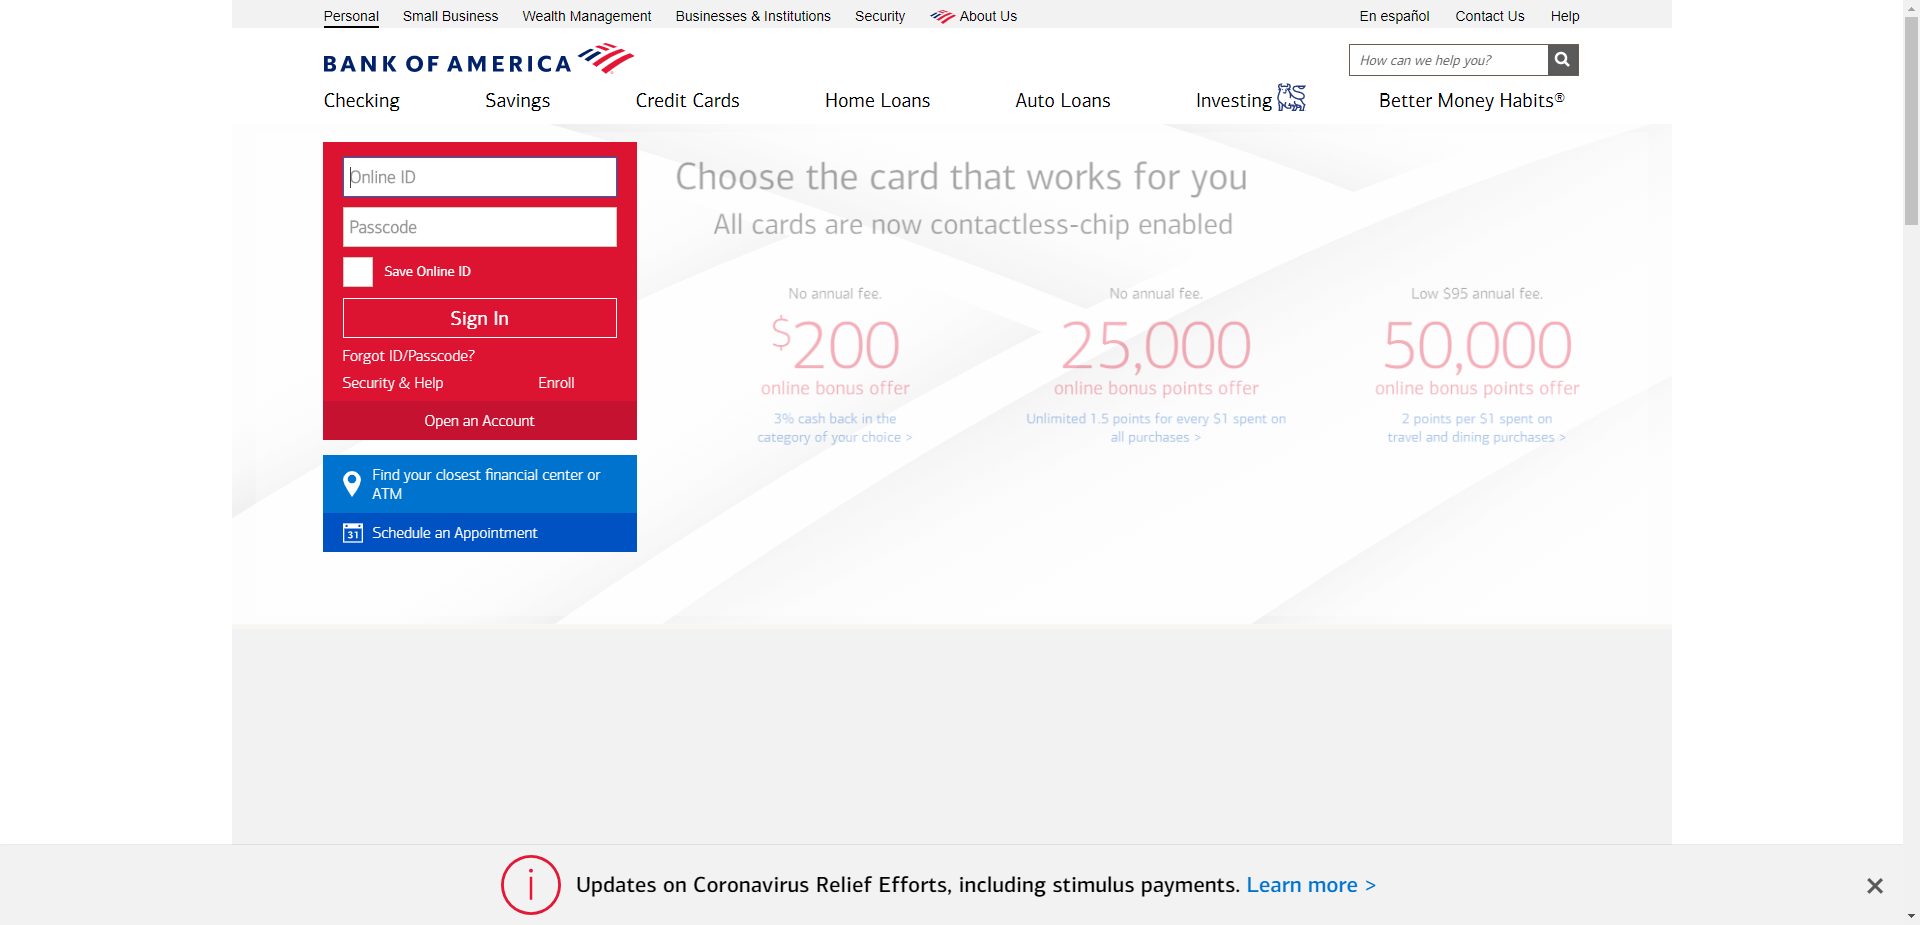 Personal
Small Business
Wealth Management
Businesses & Institutions
Security
About Us
En español
Contact Us
Help
BANK OF AMERICA
How can we help you?
Checking
Savings
Credit Cards
Home Loans
Auto Loans
Investing
Better Money Habits®
Online ID
Passcode
Save Online ID
Sign In
Forgot ID/Passcode?
Security & Help
Enroll
Open an Account
Find your closest financial center or
ATM
31
Schedule an Appointment
Choose the card that works for you
All cards are now contactless-chip enabled
No annual fee.
$200
online bonus offer
3% cash back in the
category of your choice >
No annual fee.
25,000
online bonus points offer
Unlimited 1.5 points for every $1 spent on
all purchases >
Low $95 annual fee.
50,000
online bonus points offer
2 points per $1 spent on
travel and dining purchases >
Updates on Coronavirus Relief Efforts, including stimulus payments. Learn more >